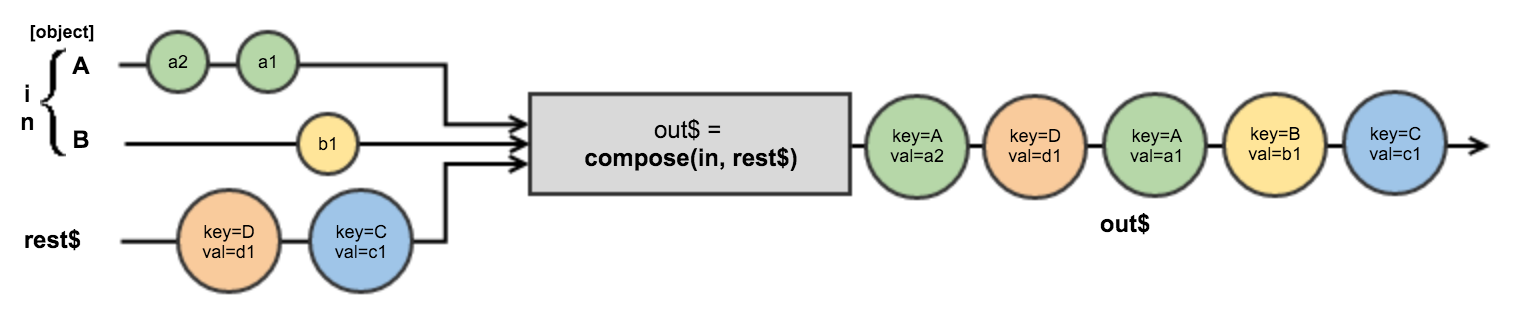 [object]
A
a2
a1
i
n
B
b1
rest$
key=D
val=d1
key=C
val=c1
out$ =
compose(in, rest$)
key=A
val=a2
key=D
val=d1
key=A
val=a1
key=B
val=b1
key=C
val=c1
out$